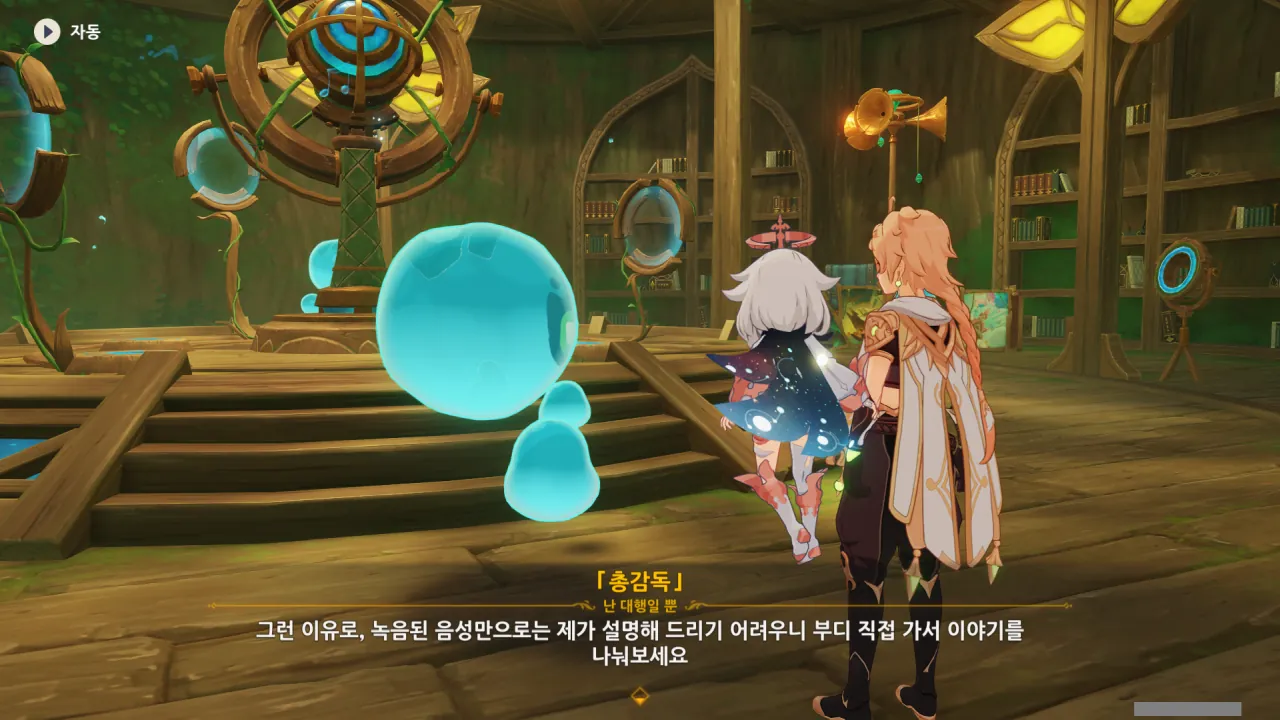 자동
「총감독」
난 대행일 뿐
그런 이유로, 녹음된 음성만으로는 제가 설명해 드리기 어려우니 부디 직접 가서 이야기를
나눠보세요